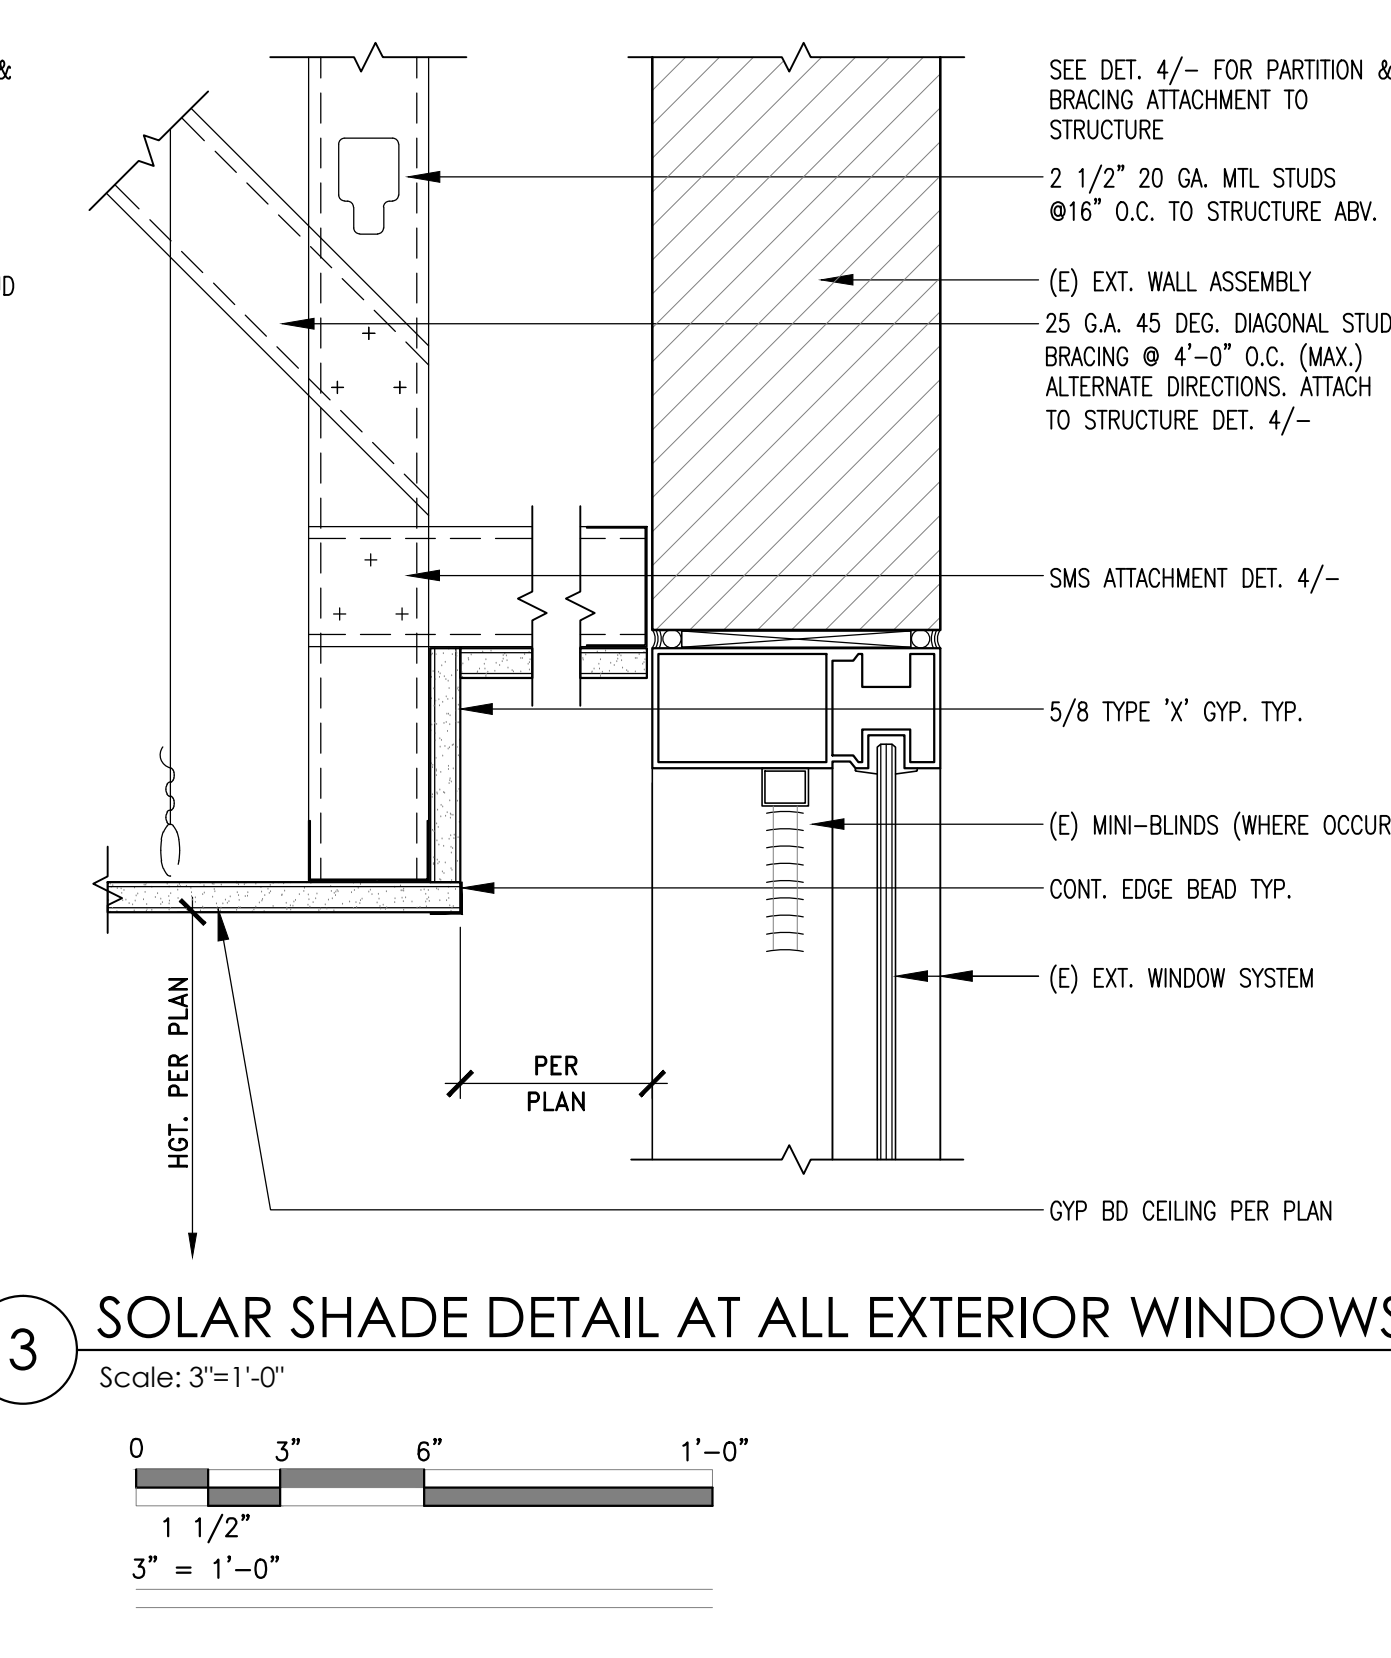 &
UD
SEE DET. 4/- FOR PARTITION &
BRACING ATTACHMENT TO
STRUCTURE
2 1/2" 20 GA. MTL STUDS
@16" O.C. TO STRUCTURE ABV.
(E) EXT. WALL ASSEMBLY
25 G.A. 45 DEG. DIAGONAL STUD
BRACING @ 4'-0" O.C. (MAX.)
ALTERNATE DIRECTIONS. ATTACH
TO STRUCTURE DET. 4/-
SMS ATTACHMENT DET. 4/-
5/8 TYPE 'X' GYP. TYP.
(E) MINI-BLINDS (WHERE OCCUR
CONT. EDGE BEAD TYP.
(E) EXT. WINDOW SYSTEM
HGT. PER PLAN
PER
PLAN
GYP BD CEILING PER PLAN
3
SOLAR SHADE DETAIL AT ALL EXTERIOR WINDOWS
Scale: 3"=1'-0"
0 3" 6" 1'-0"
1 1/2"
3" = 1'-0"